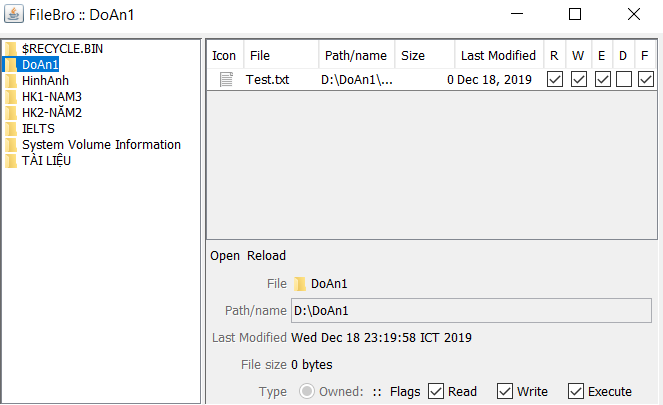 FileBro :: DoAn1
$RECYCLE.BIN
DoAn1
HinhAnh
HK1-NAM3
HK2-NĂM2
IELTS
System Volume Information
TÀI LIỆU
Icon File Path/name Size Last Modified R W E D F
Test.txt D:\DoAn1\... 0 Dec 18, 2019
Open Reload
File DoAn1
Path/name D:\DoAn1
Last Modified Wed Dec 18 23:19:58 ICT 2019
File size 0 bytes
Type Owned: :: Flags Read Write Execute